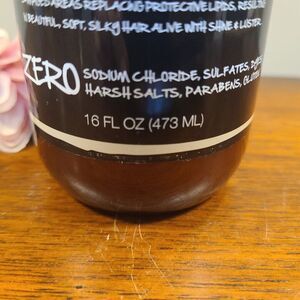 AREAS REPLACING PROTECTIVE LIPIDS, RESULTING
IN BEAUTIFUL, SOFT, SILKY HAIR ALIVE WITH SHINE & LUSTER.
ZERO SODIUM CHLORIDE, SULFATES, DYES
HARSH SALTS, PARABENS,
16 FL OZ (473 ML)